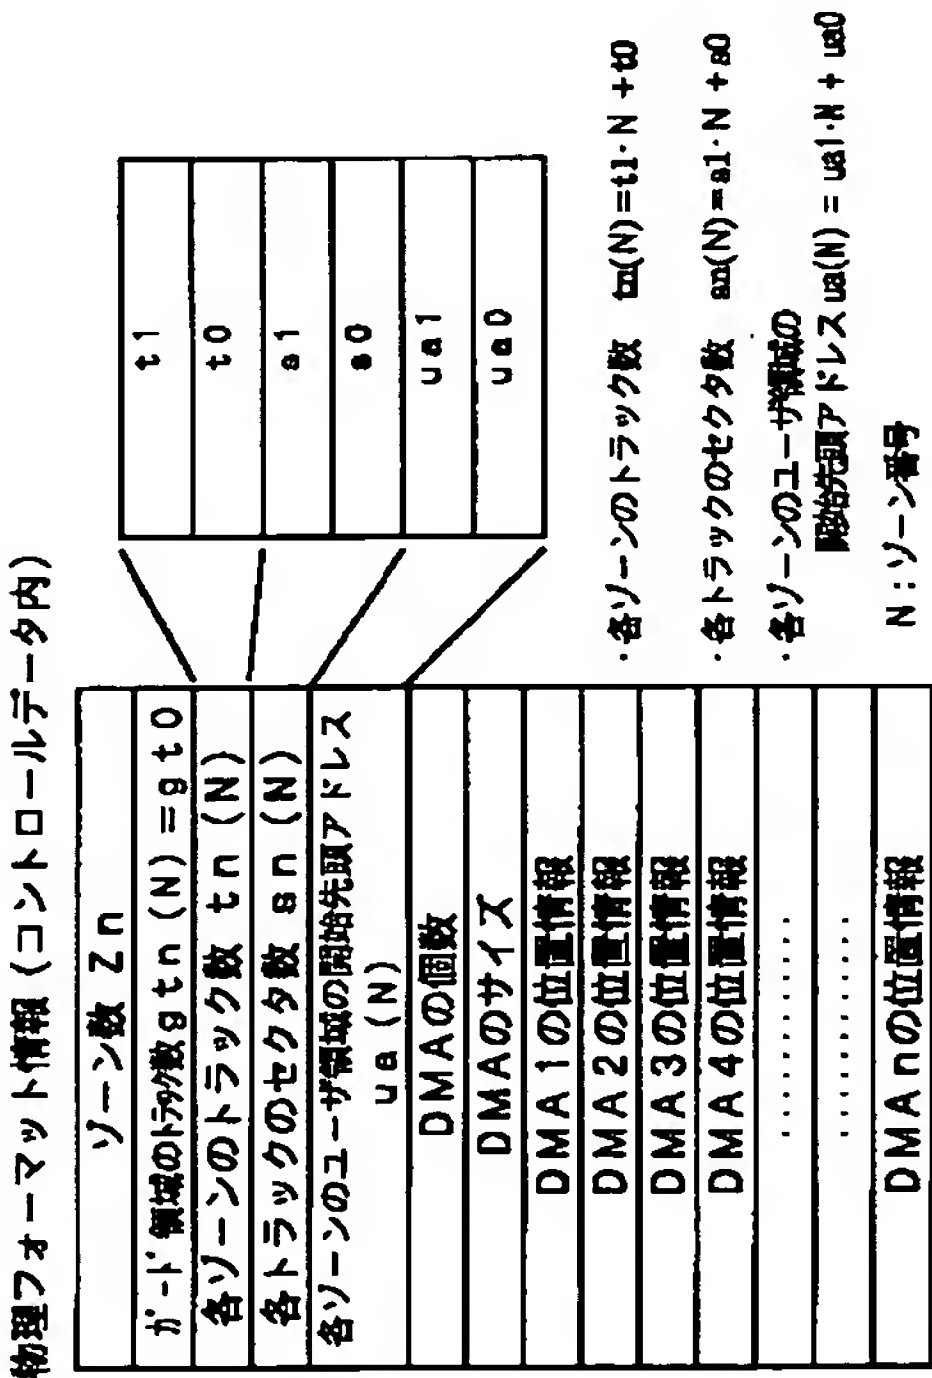 物理フォーマット情報（コントロールデータ内）
ゾーン数 Zn
ｶﾞｰﾄﾞ領域のﾄﾗｯｸ数gtn(N)=gt0
各ゾーンのトラック数 tn (N)
各トラックのセクタ数 sn (N)
各ゾーンのユーザ領域の開始先頭アドレス
ua (N)
DMAの個数
DMAのサイズ
DMA1の位置情報
DMA2の位置情報
DMA3の位置情報
DMA4の位置情報
..........
..........
DMAnの位置情報
t1
t0
s1
s0
ua1
ua0
・各ゾーンのトラック数 tn(N)=t1・N+t0
・各トラックのセクタ数 sn(N)=s1・N+s0
・各ゾーンのユーザ領域の
開始先頭アドレスua(N) = ua1・N + ua0
N：ゾーン番号